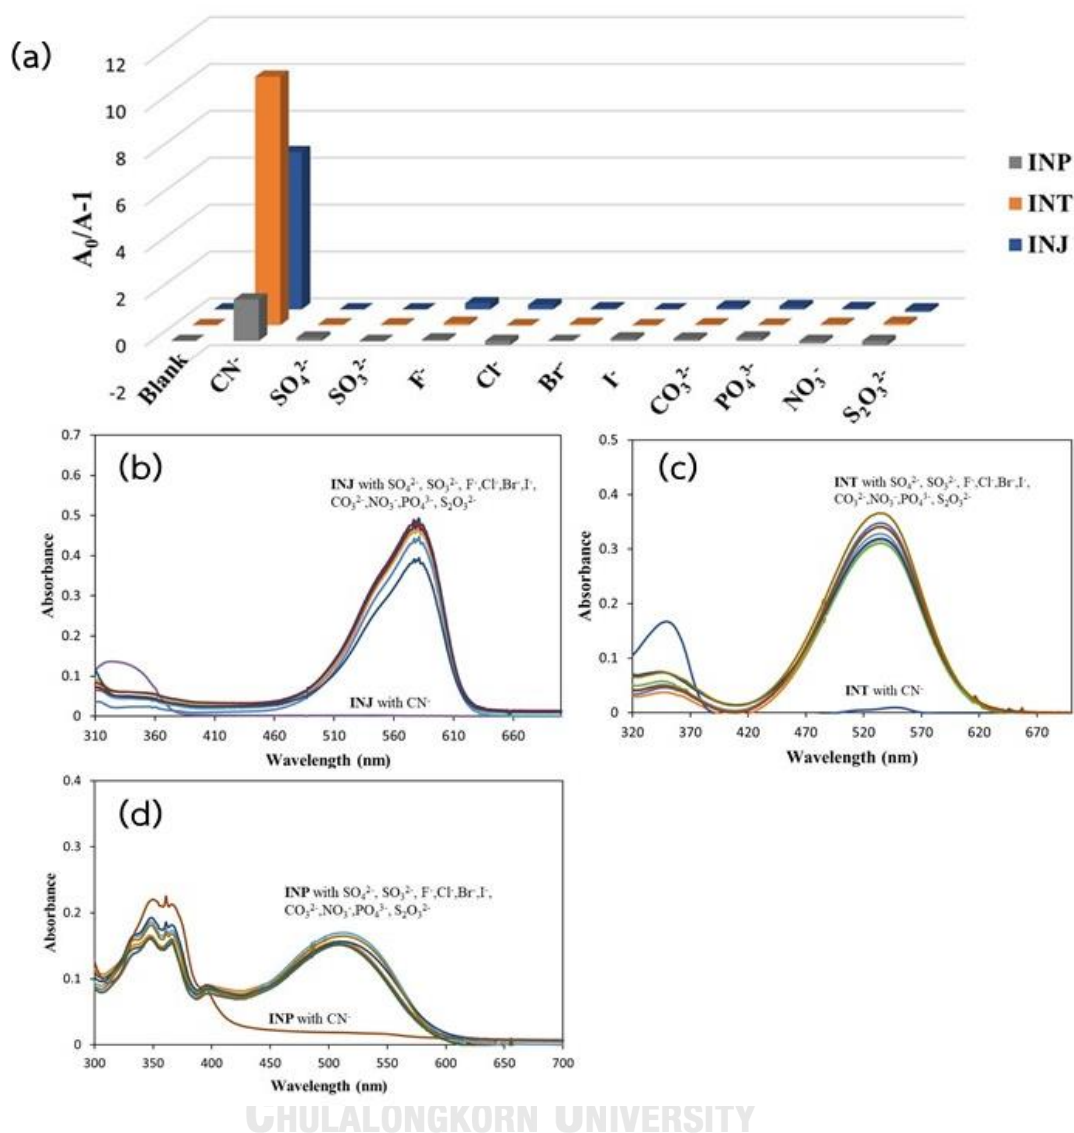 (a)
12
10
8
6
4
2
0
-2
A₀/A-1
Blank
CN⁻
SO₄²⁻
SO₃²⁻
F⁻
Cl⁻
Br⁻
I⁻
CO₃²⁻
PO₄³⁻
NO₃⁻
S₂O₃²⁻
INP
INT
INJ
(b)
0.7
0.6
0.5
0.4
0.3
0.2
0.1
0
Absorbance
INJ with SO₄²⁻, SO₃²⁻, F⁻,Cl⁻,Br⁻,I⁻,
CO₃²⁻,NO₃⁻,PO₄³⁻, S₂O₃²⁻
INJ with CN⁻
310 360 410 460 510 560 610 660
Wavelength (nm)
(c)
0.5
0.4
0.3
0.2
0.1
0
Absorbance
INT with SO₄²⁻, SO₃²⁻, F⁻,Cl⁻,Br⁻,I⁻,
CO₃²⁻,NO₃⁻,PO₄³⁻, S₂O₃²⁻
INT with CN⁻
320 370 420 470 520 570 620 670
Wavelength (nm)
(d)
0.4
0.3
0.2
0.1
0
Absorbance
INP with SO₄²⁻, SO₃²⁻, F⁻,Cl⁻,Br⁻,I⁻,
CO₃²⁻,NO₃⁻,PO₄³⁻, S₂O₃²⁻
INP with CN⁻
300 350 400 450 500 550 600 650 700
Wavelength (nm)
CHULALONGKORN UNIVERSITY